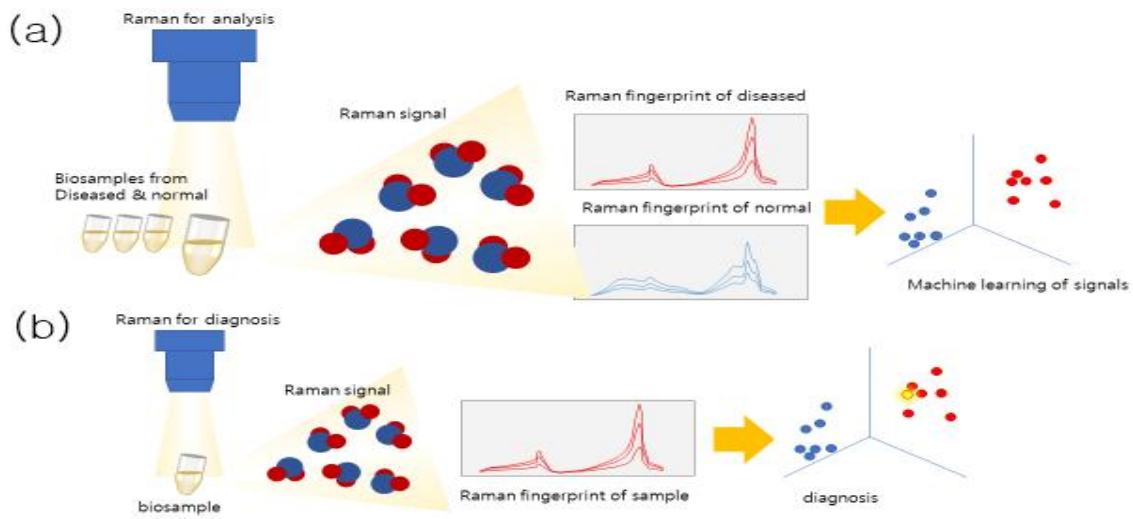 (a)
Raman for analysis
Raman signal
Biosamples from
Diseased & normal
Raman fingerprint of diseased
Raman fingerprint of normal
Machine learning of signals
(b)
Raman for diagnosis
Raman signal
biosample
Raman fingerprint of sample
diagnosis